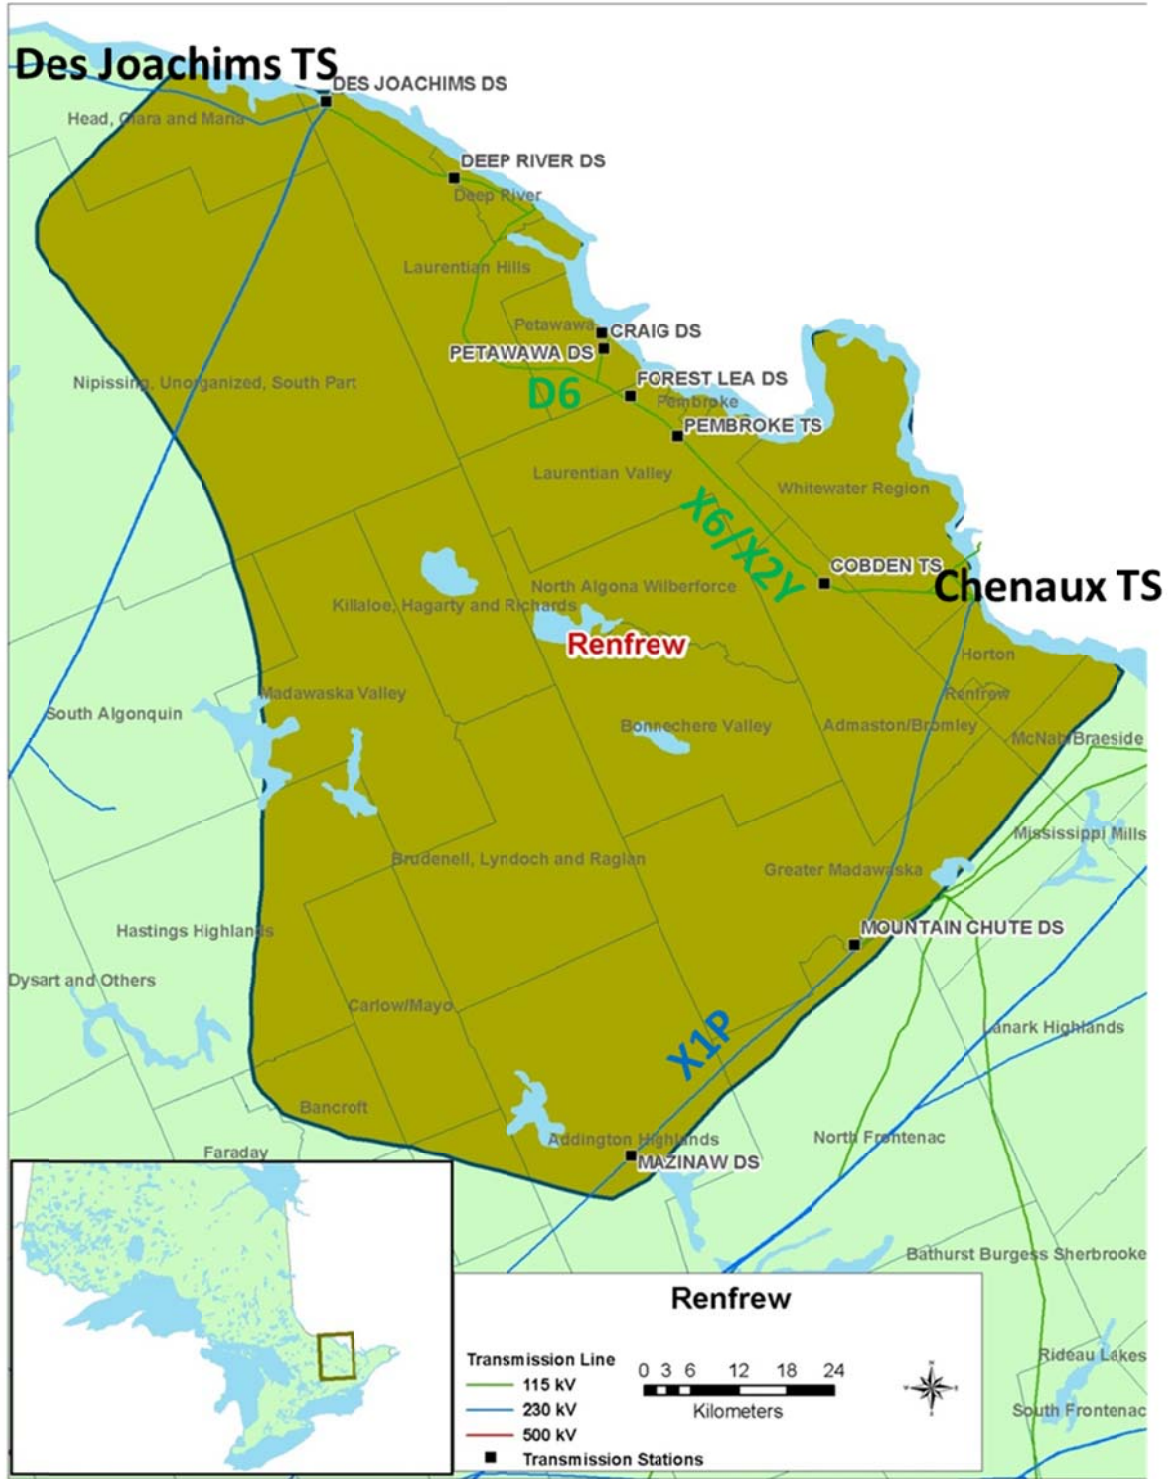 Des Joachims TS
DES JOACHIMS DS
Head, Clara and Maria
DEEP RIVER DS
Deep River
Laurentian Hills
Petawawa
CRAIG DS
PETAWAWA DS
FOREST LEA DS
Nipissing, Unorganized, South Part
D6
Pembroke
PEMBROKE TS
Laurentian Valley
Whitewater Region
X6/X2Y
COBDEN TS
Chenaux TS
North Algona Wilberforce
Killaloe, Hagarty and Richards
Renfrew
Horton
Renfrew
Madawaska Valley
South Algonquin
Bonnechere Valley
Admaston/Bromley
McNab/Braeside
Mississippi Mills
Brudenell, Lyndoch and Raglan
Greater Madawaska
MOUNTAIN CHUTE DS
Hastings Highlands
Dysart and Others
Carlow/Mayo
X1P
Lanark Highlands
Bancroft
Addington Highlands
North Frontenac
Faraday
MAZINAW DS
Bathurst Burgess Sherbrooke
Renfrew
Transmission Line
115 kV
230 kV
500 kV
Transmission Stations
0 3 6 12 18 24
Kilometers
Rideau Lakes
South Frontenac